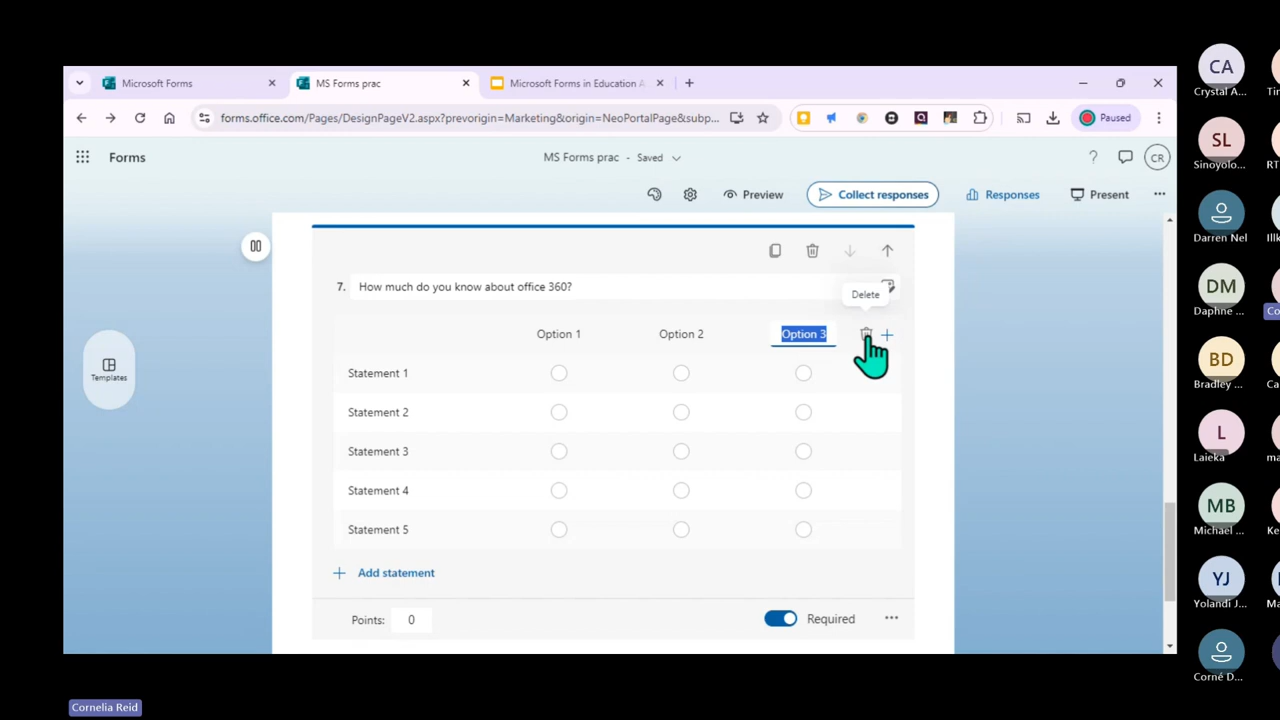 Microsoft Forms
MS Forms prac
Microsoft Forms in Education A
forms.office.com/Pages/DesignPageV2.aspx?prevorigin=Marketing&origin=NeoPortalPage&subp...
Paused
Forms
MS Forms prac - Saved
?
CR
Preview
Collect responses
Responses
Present
Templates
7. How much do you know about office 360?
Delete
Option 1
Option 2
Option 3
Statement 1
Statement 2
Statement 3
Statement 4
Statement 5
Add statement
Points: 0
Required
Cornelia Reid
CA
Crystal A...
SL
Sinoyolo...
RT
Darren Nel
DM
Daphne ...
BD
Bradley ...
L
Laieka
MB
Michael ...
YJ
Yolandi J...
Corné D...